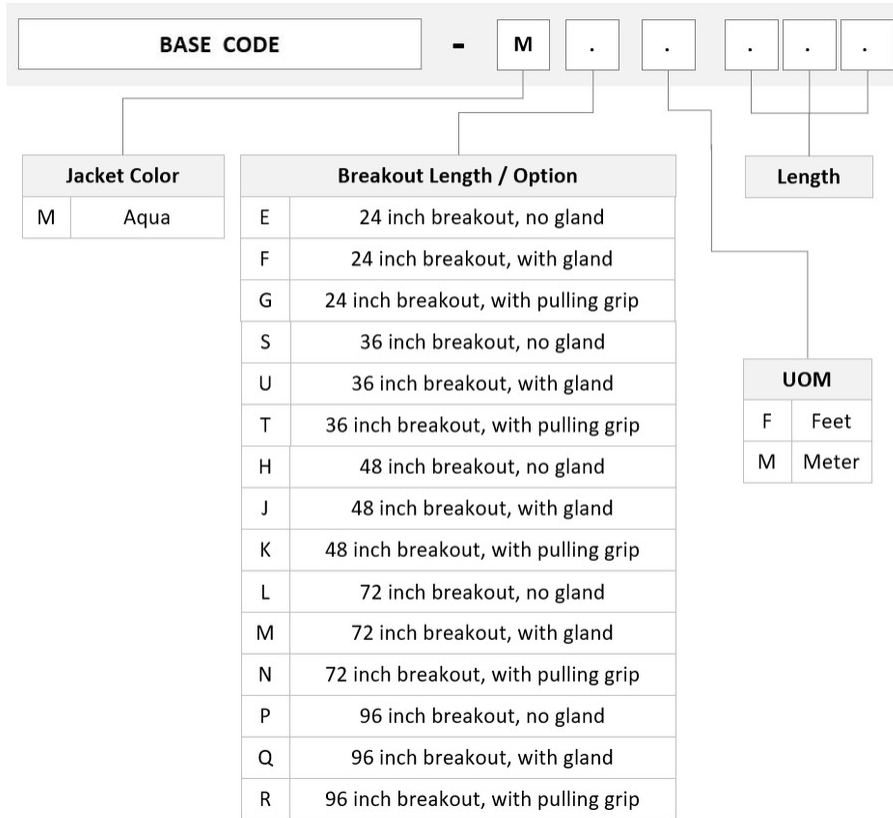 BASE CODE - M . . . . .
Jacket Color
M Aqua
Breakout Length / Option
E 24 inch breakout, no gland
F 24 inch breakout, with gland
G 24 inch breakout, with pulling grip
S 36 inch breakout, no gland
U 36 inch breakout, with gland
T 36 inch breakout, with pulling grip
H 48 inch breakout, no gland
J 48 inch breakout, with gland
K 48 inch breakout, with pulling grip
L 72 inch breakout, no gland
M 72 inch breakout, with gland
N 72 inch breakout, with pulling grip
P 96 inch breakout, no gland
Q 96 inch breakout, with gland
R 96 inch breakout, with pulling grip
Length
UOM
F Feet
M Meter